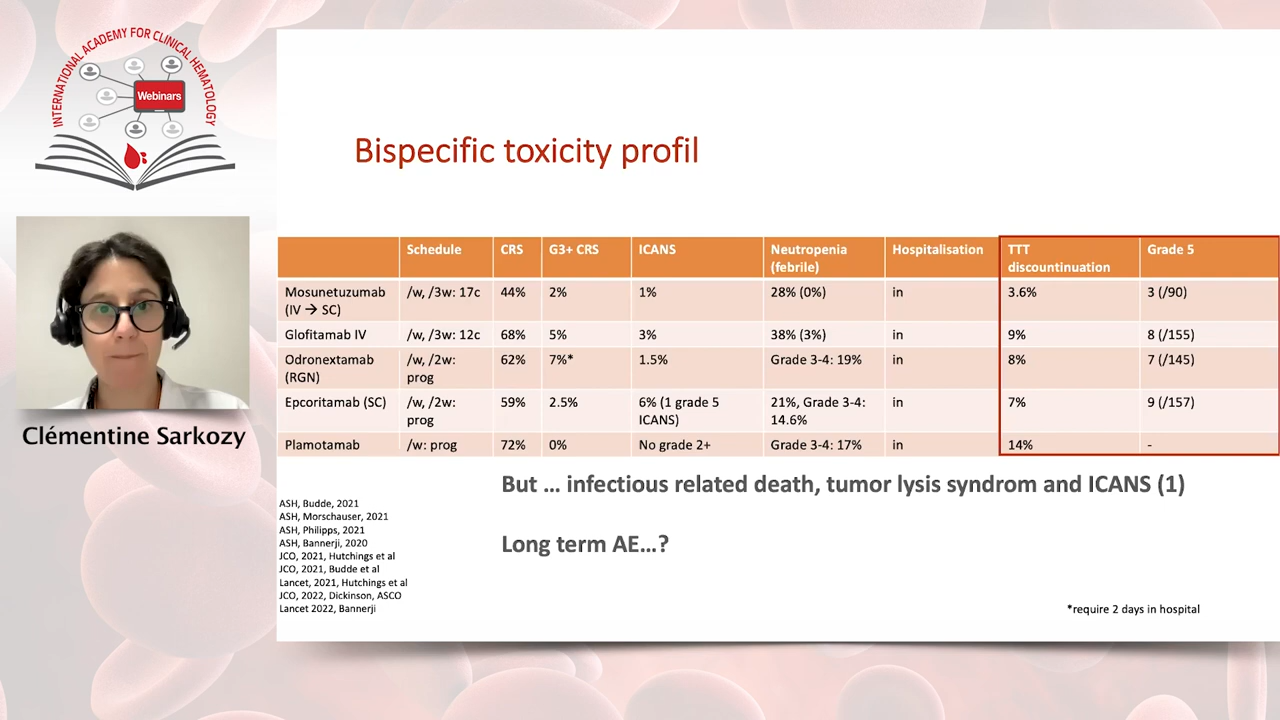 INTERNATIONAL ACADEMY FOR CLINICAL HEMATOLOGY
Webinars
Clémentine Sarkozy
Bispecific toxicity profil
Schedule CRS G3+ CRS ICANS Neutropenia (febrile) Hospitalisation TTT discountinuation Grade 5
Mosunetuzumab (IV → SC) /w, /3w: 17c 44% 2% 1% 28% (0%) in 3.6% 3 (/90)
Glofitamab IV /w, /3w: 12c 68% 5% 3% 38% (3%) in 9% 8 (/155)
Odronextamab (RGN) /w, /2w: prog 62% 7%* 1.5% Grade 3-4: 19% in 8% 7 (/145)
Epcoritamab (SC) /w, /2w: prog 59% 2.5% 6% (1 grade 5 ICANS) 21%, Grade 3-4: 14.6% in 7% 9 (/157)
Plamotamab /w: prog 72% 0% No grade 2+ Grade 3-4: 17% in 14% -
But ... infectious related death, tumor lysis syndrom and ICANS (1)
Long term AE...?
ASH, Budde, 2021
ASH, Morschauser, 2021
ASH, Philipps, 2021
ASH, Bannerji, 2020
JCO, 2021, Hutchings et al
JCO, 2021, Budde et al
Lancet, 2021, Hutchings et al
JCO, 2022, Dickinson, ASCO
Lancet 2022, Bannerji
*require 2 days in hospital